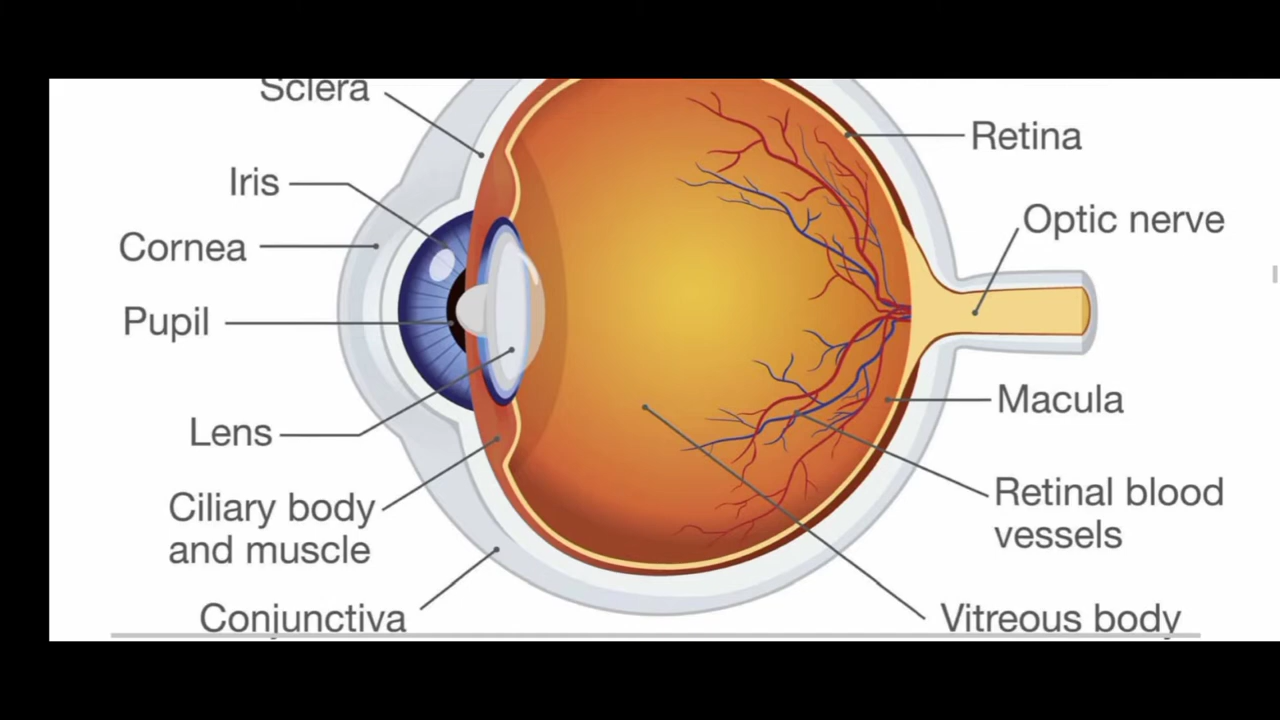 Sclera
Iris
Cornea
Pupil
Lens
Ciliary body
and muscle
Conjunctiva
Retina
Optic nerve
Macula
Retinal blood
vessels
Vitreous body